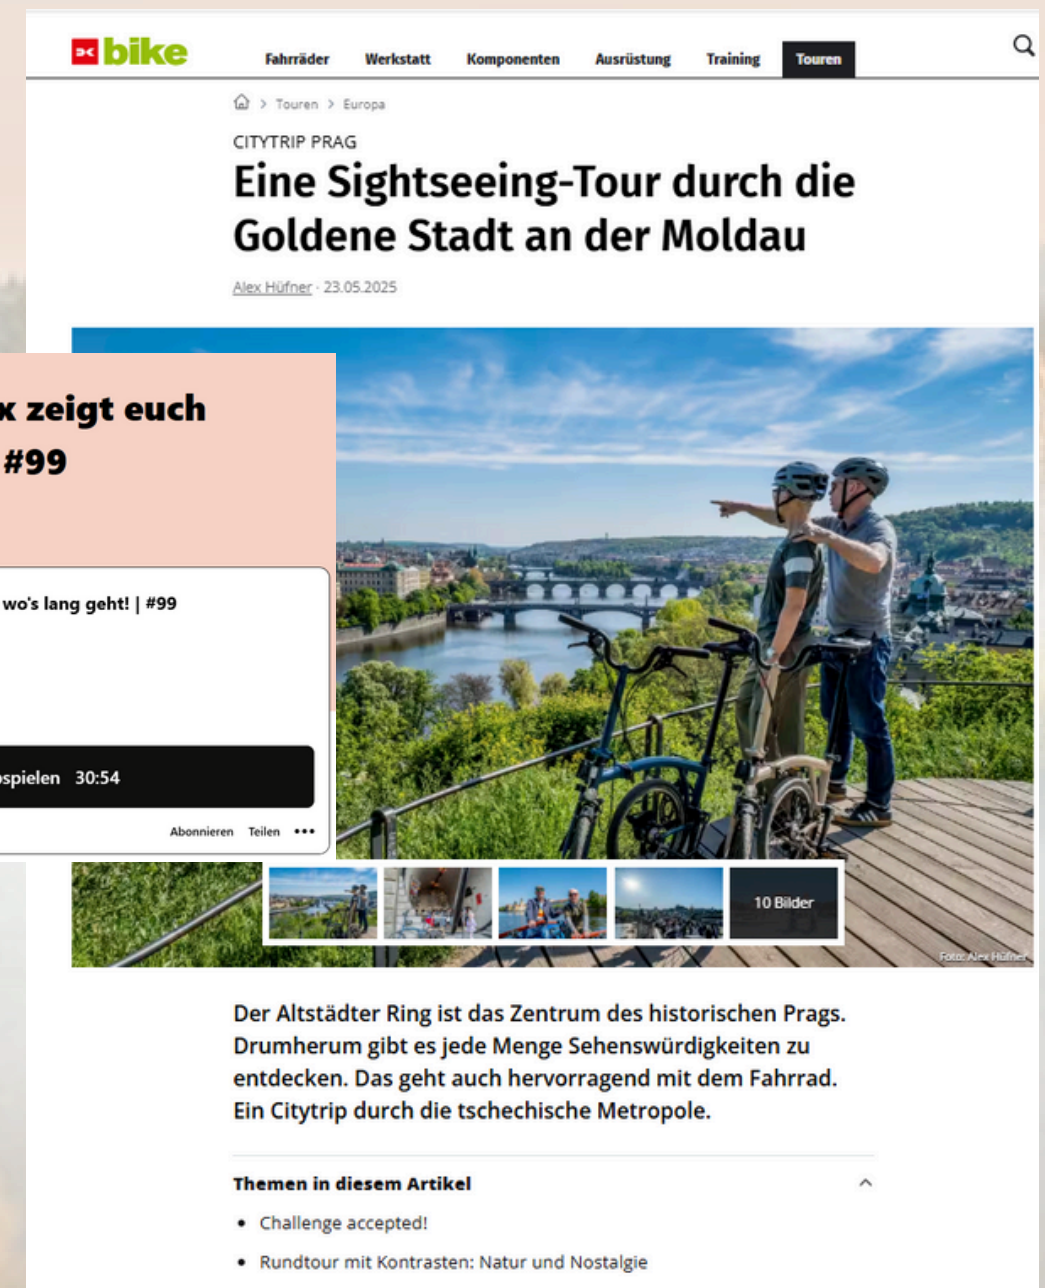 bike
Fahrräder Werkstatt Komponenten Ausrüstung Training Touren
> Touren > Europa
CITYTRIP PRAG
Eine Sightseeing-Tour durch die
Goldene Stadt an der Moldau
Alex Hüfner · 23.05.2025
x zeigt euch
#99
wo's lang geht! | #99
spielen 30:54
Abonnieren Teilen •••
10 Bilder
Foto: Alex Hüfner
Der Altstädter Ring ist das Zentrum des historischen Prags.
Drumherum gibt es jede Menge Sehenswürdigkeiten zu
entdecken. Das geht auch hervorragend mit dem Fahrrad.
Ein Citytrip durch die tschechische Metropole.
Themen in diesem Artikel
• Challenge accepted!
• Rundtour mit Kontrasten: Natur und Nostalgie